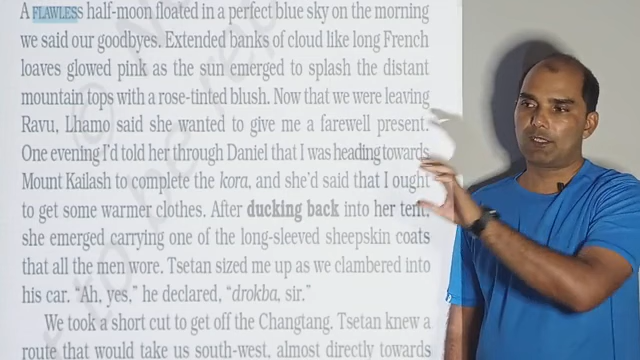 A FLAWLESs half-moon floated in a perfect blue sky on the morning
we said our goodbyes. Extended banks of cloud like long French
loaves glowed pink as the sun emerged to splash the distant
mountain tops with a rose-tinted blush. Now that we were leaving
Ravu, Lhamo said she wanted to give me a farewell present.
One evening I'd told her through Daniel that I was heading towards
Mount Kailash to complete the kora, and she'd said that I ought
to get some warmer clothes. After ducking back into her tent,
she emerged carrying one of the long-sleeved sheepskin coats
that all the men wore. Tsetan sized me up as we clambered into
his car. “Ah, yes,” he declared, “drokba, sir.”
We took a short cut to get off the Changtang. Tsetan knew a
route that would take us south-west, almost directly towards